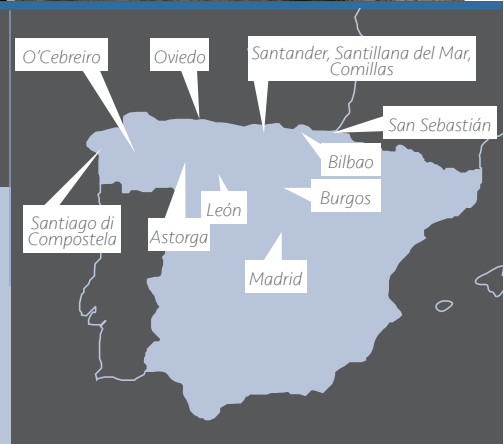 Santander, Santillana del Mar,
Comillas
O'Cebreiro
Oviedo
San Sebastián
Bilbao
Burgos
León
Santiago di
Compostela
Astorga
Madrid